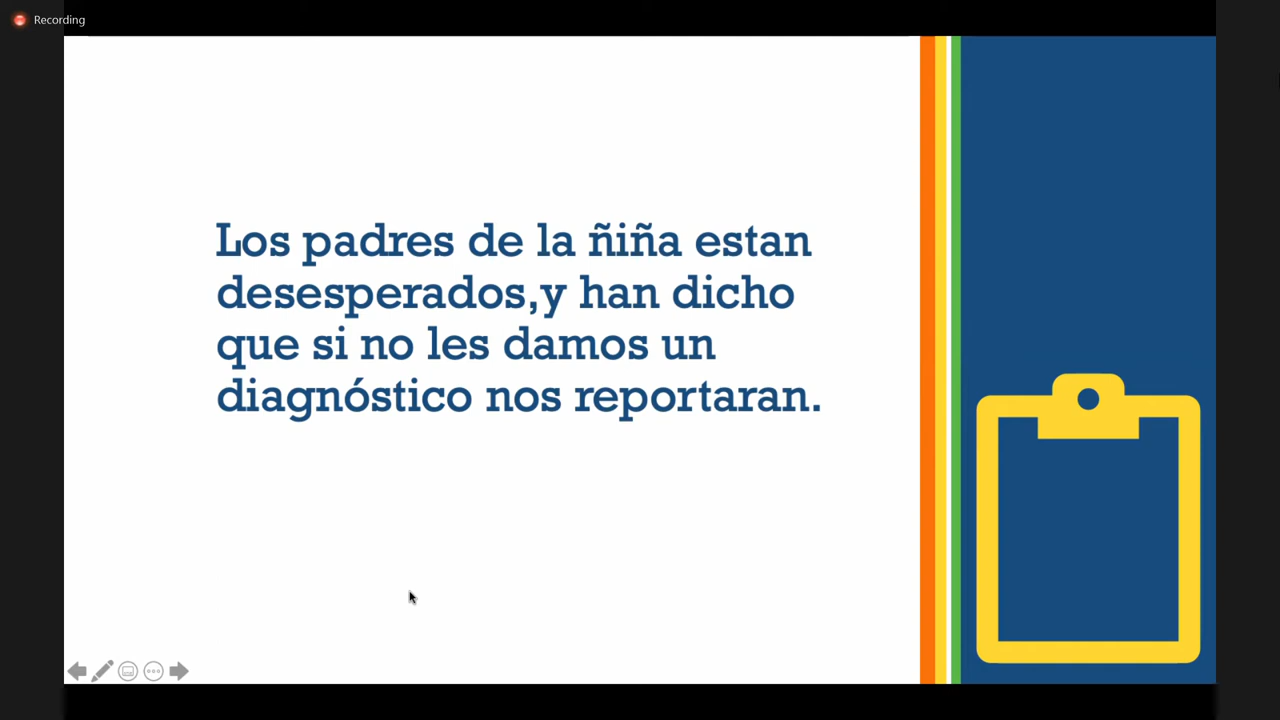 Recording
Los padres de la ñiña estan
desesperados,y han dicho
que si no les damos un
diagnóstico nos reportaran.